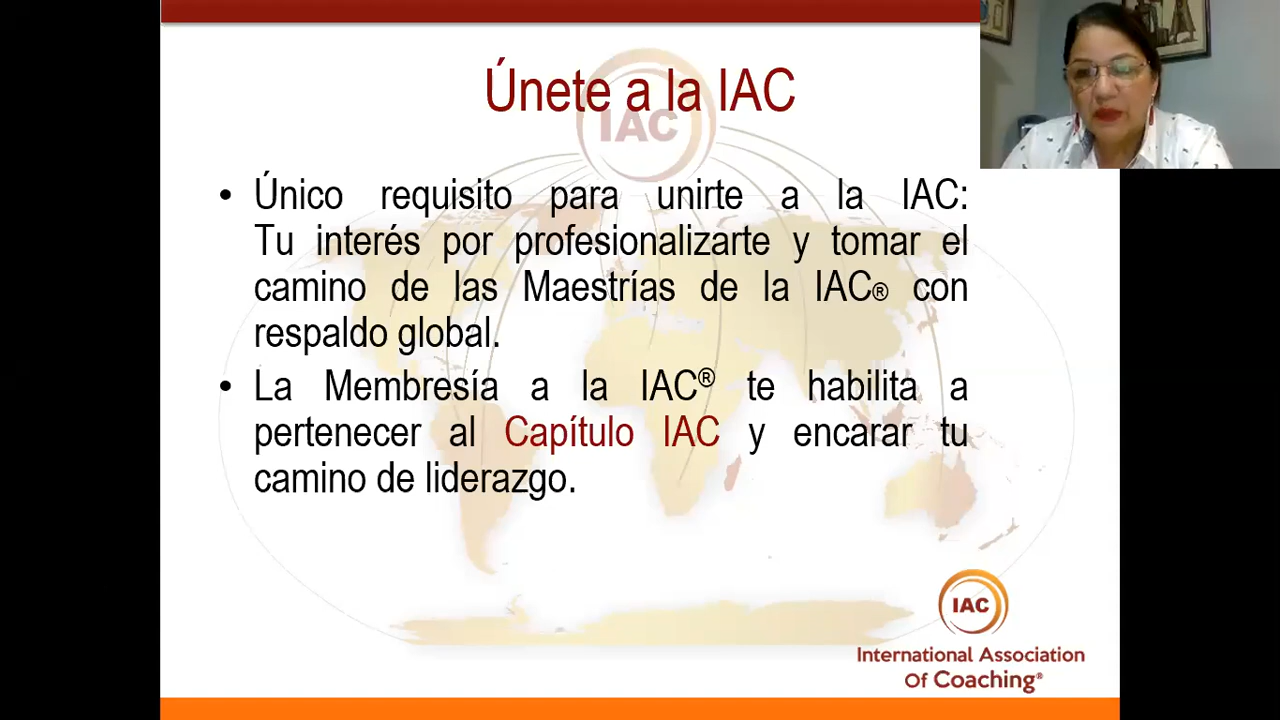 Únete a la IAC
IAC
• Único requisito para unirte a la IAC:
Tu interés por profesionalizarte y tomar el
camino de las Maestrías de la IAC® con
respaldo global.
• La Membresía a la IAC® te habilita a
pertenecer al Capítulo IAC y encarar tu
camino de liderazgo.
IAC
International Association
Of Coaching®